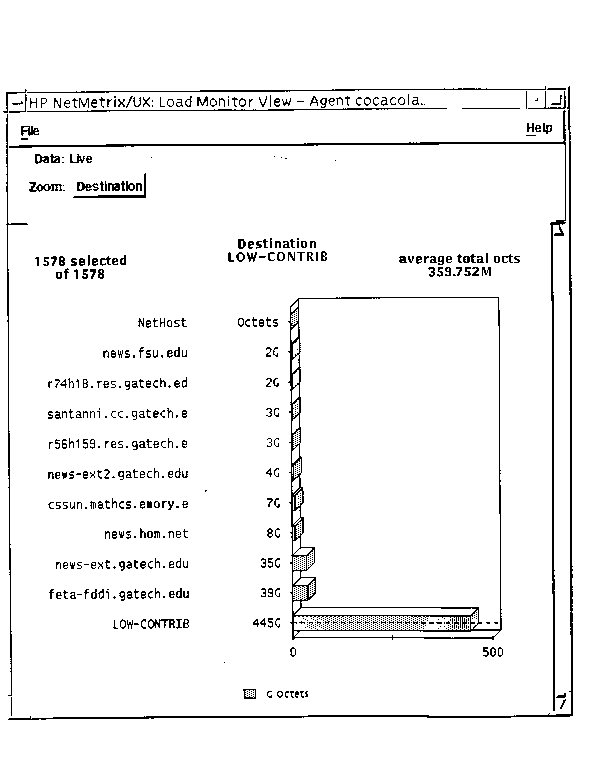 HP NetMetrix/UX: Load Monitor View – Agent cocacola..
File Help
Data: Live
Zoom: Destination
1578 selected
of 1578
Destination
LOW-CONTRIB
average total octs
359.752M
NetHost Octets
news.fsu.edu 2G
r74h18.res.gatech.ed 2G
santanni.cc.gatech.e 3G
r56h159.res.gatech.e 3G
news-ext2.gatech.edu 4G
cssun.mathcs.emory.e 7G
news.hom.net 8G
news-ext.gatech.edu 35G
feta-fddi.gatech.edu 39G
LOW-CONTRIB 445G
0 500
G Octets